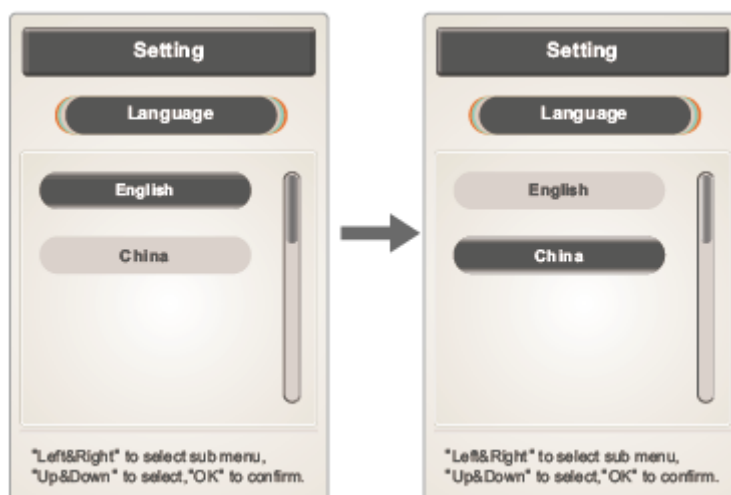 Setting
Language
English
China
"Left&Right" to select sub menu,
"Up&Down" to select,"OK" to confirm.
Setting
Language
English
China
"Left&Right" to select sub menu,
"Up&Down" to select,"OK" to confirm.